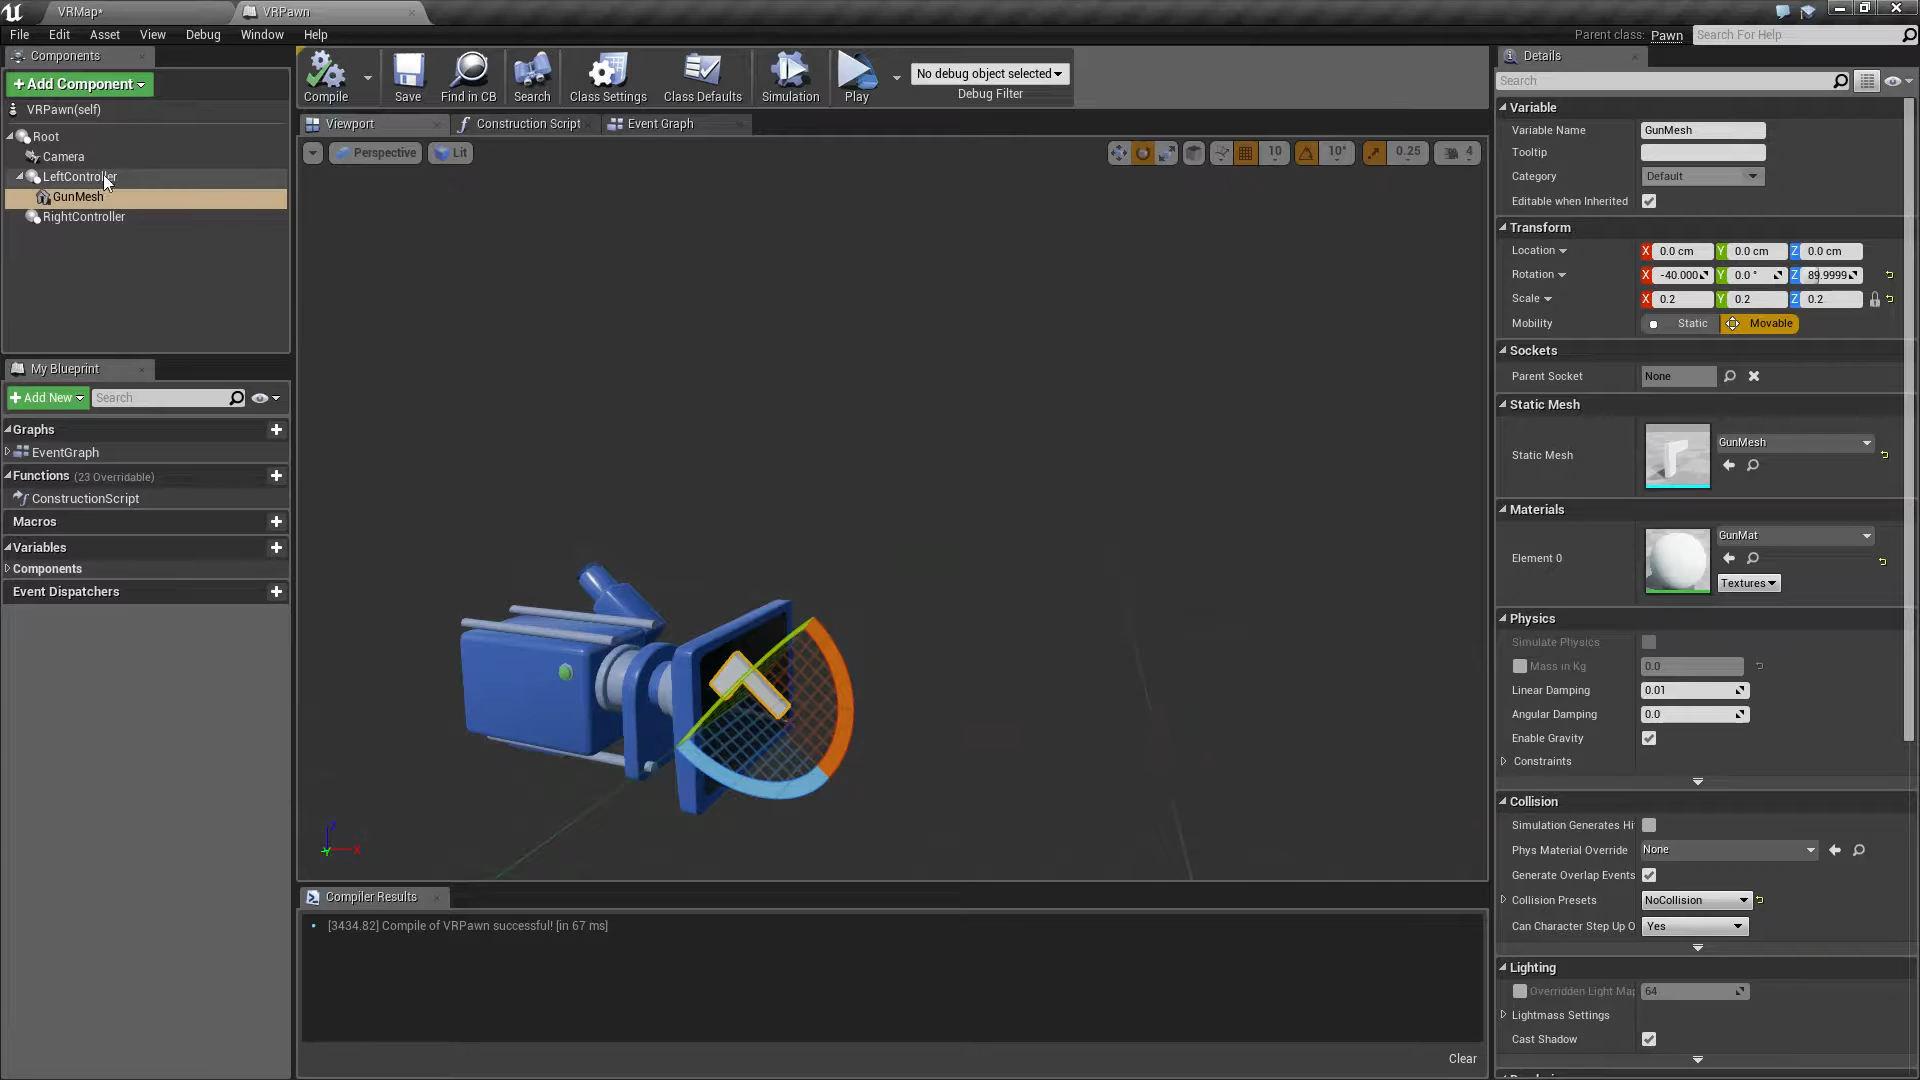 VRMap*
VRPawn
File
Edit
Asset
View
Debug
Window
Help
Parent class: Pawn
Search For Help
Components
+ Add Component
VRPawn(self)
Root
Camera
LeftController
GunMesh
RightController
My Blueprint
+ Add New
Search
Graphs
EventGraph
Functions (23 Overridable)
ConstructionScript
Macros
Variables
Components
Event Dispatchers
Compile
Save
Find in CB
Search
Class Settings
Class Defaults
Simulation
Play
No debug object selected
Debug Filter
Viewport
Construction Script
Event Graph
Perspective
Lit
10
10°
0.25
4
Z
X
Y
Compiler Results
[3434.82] Compile of VRPawn successful! [in 67 ms]
Clear
Details
Search
Variable
Variable Name GunMesh
Tooltip
Category Default
Editable when Inherited
Transform
Location X 0.0 cm Y 0.0 cm Z 0.0 cm
Rotation X -40.000 Y 0.0 ° Z 89.9999
Scale X 0.2 Y 0.2 Z 0.2
Mobility Static Movable
Sockets
Parent Socket None
Static Mesh
Static Mesh GunMesh
Materials
Element 0 GunMat
Textures
Physics
Simulate Physics
Mass in Kg 0.0
Linear Damping 0.01
Angular Damping 0.0
Enable Gravity
Constraints
Collision
Simulation Generates Hi
Phys Material Override None
Generate Overlap Events
Collision Presets NoCollision
Can Character Step Up O Yes
Lighting
Overridden Light Map 64
Lightmass Settings
Cast Shadow